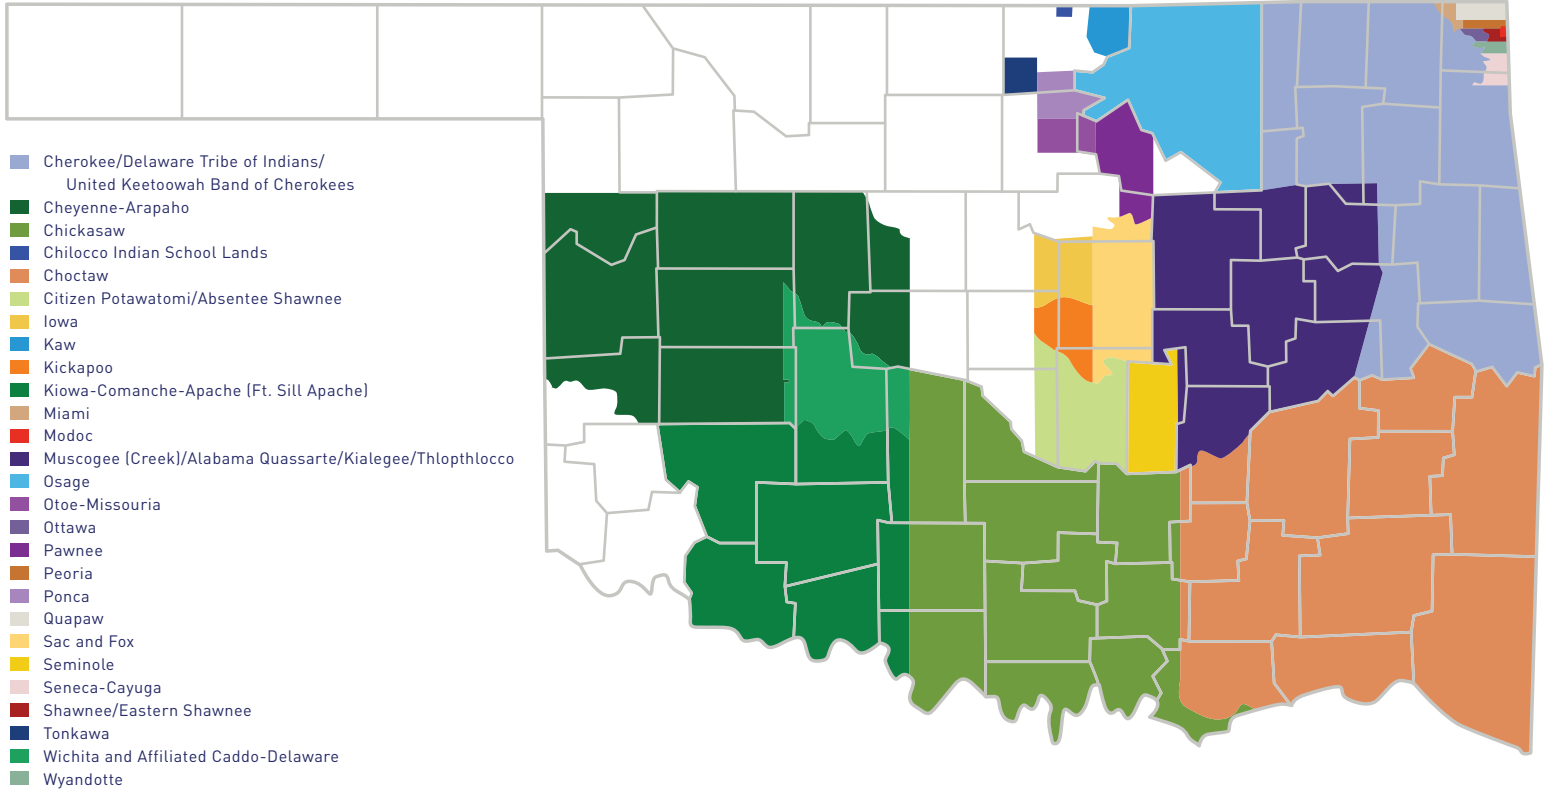 Cherokee/Delaware Tribe of Indians/
United Keetoowah Band of Cherokees
Cheyenne-Arapaho
Chickasaw
Chilocco Indian School Lands
Choctaw
Citizen Potawatomi/Absentee Shawnee
Iowa
Kaw
Kickapoo
Kiowa-Comanche-Apache (Ft. Sill Apache)
Miami
Modoc
Muscogee (Creek)/Alabama Quassarte/Kialegee/Thlopthlocco
Osage
Otoe-Missouria
Ottawa
Pawnee
Peoria
Ponca
Quapaw
Sac and Fox
Seminole
Seneca-Cayuga
Shawnee/Eastern Shawnee
Tonkawa
Wichita and Affiliated Caddo-Delaware
Wyandotte